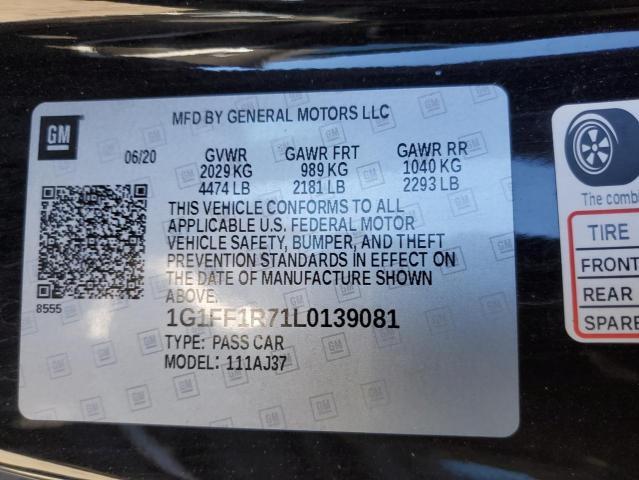 GM
MFD BY GENERAL MOTORS LLC
06/20 GVWR GAWR FRT GAWR RR
2029 KG 989 KG 1040 KG
4474 LB 2181 LB 2293 LB
THIS VEHICLE CONFORMS TO ALL
APPLICABLE U.S. FEDERAL MOTOR
VEHICLE SAFETY, BUMPER, AND THEFT
PREVENTION STANDARDS IN EFFECT ON
THE DATE OF MANUFACTURE SHOWN
ABOVE.
8555
1G1FF1R71L0139081
TYPE: PASS CAR
MODEL: 111AJ37
The combi
TIRE
FRONT
REAR
SPARE